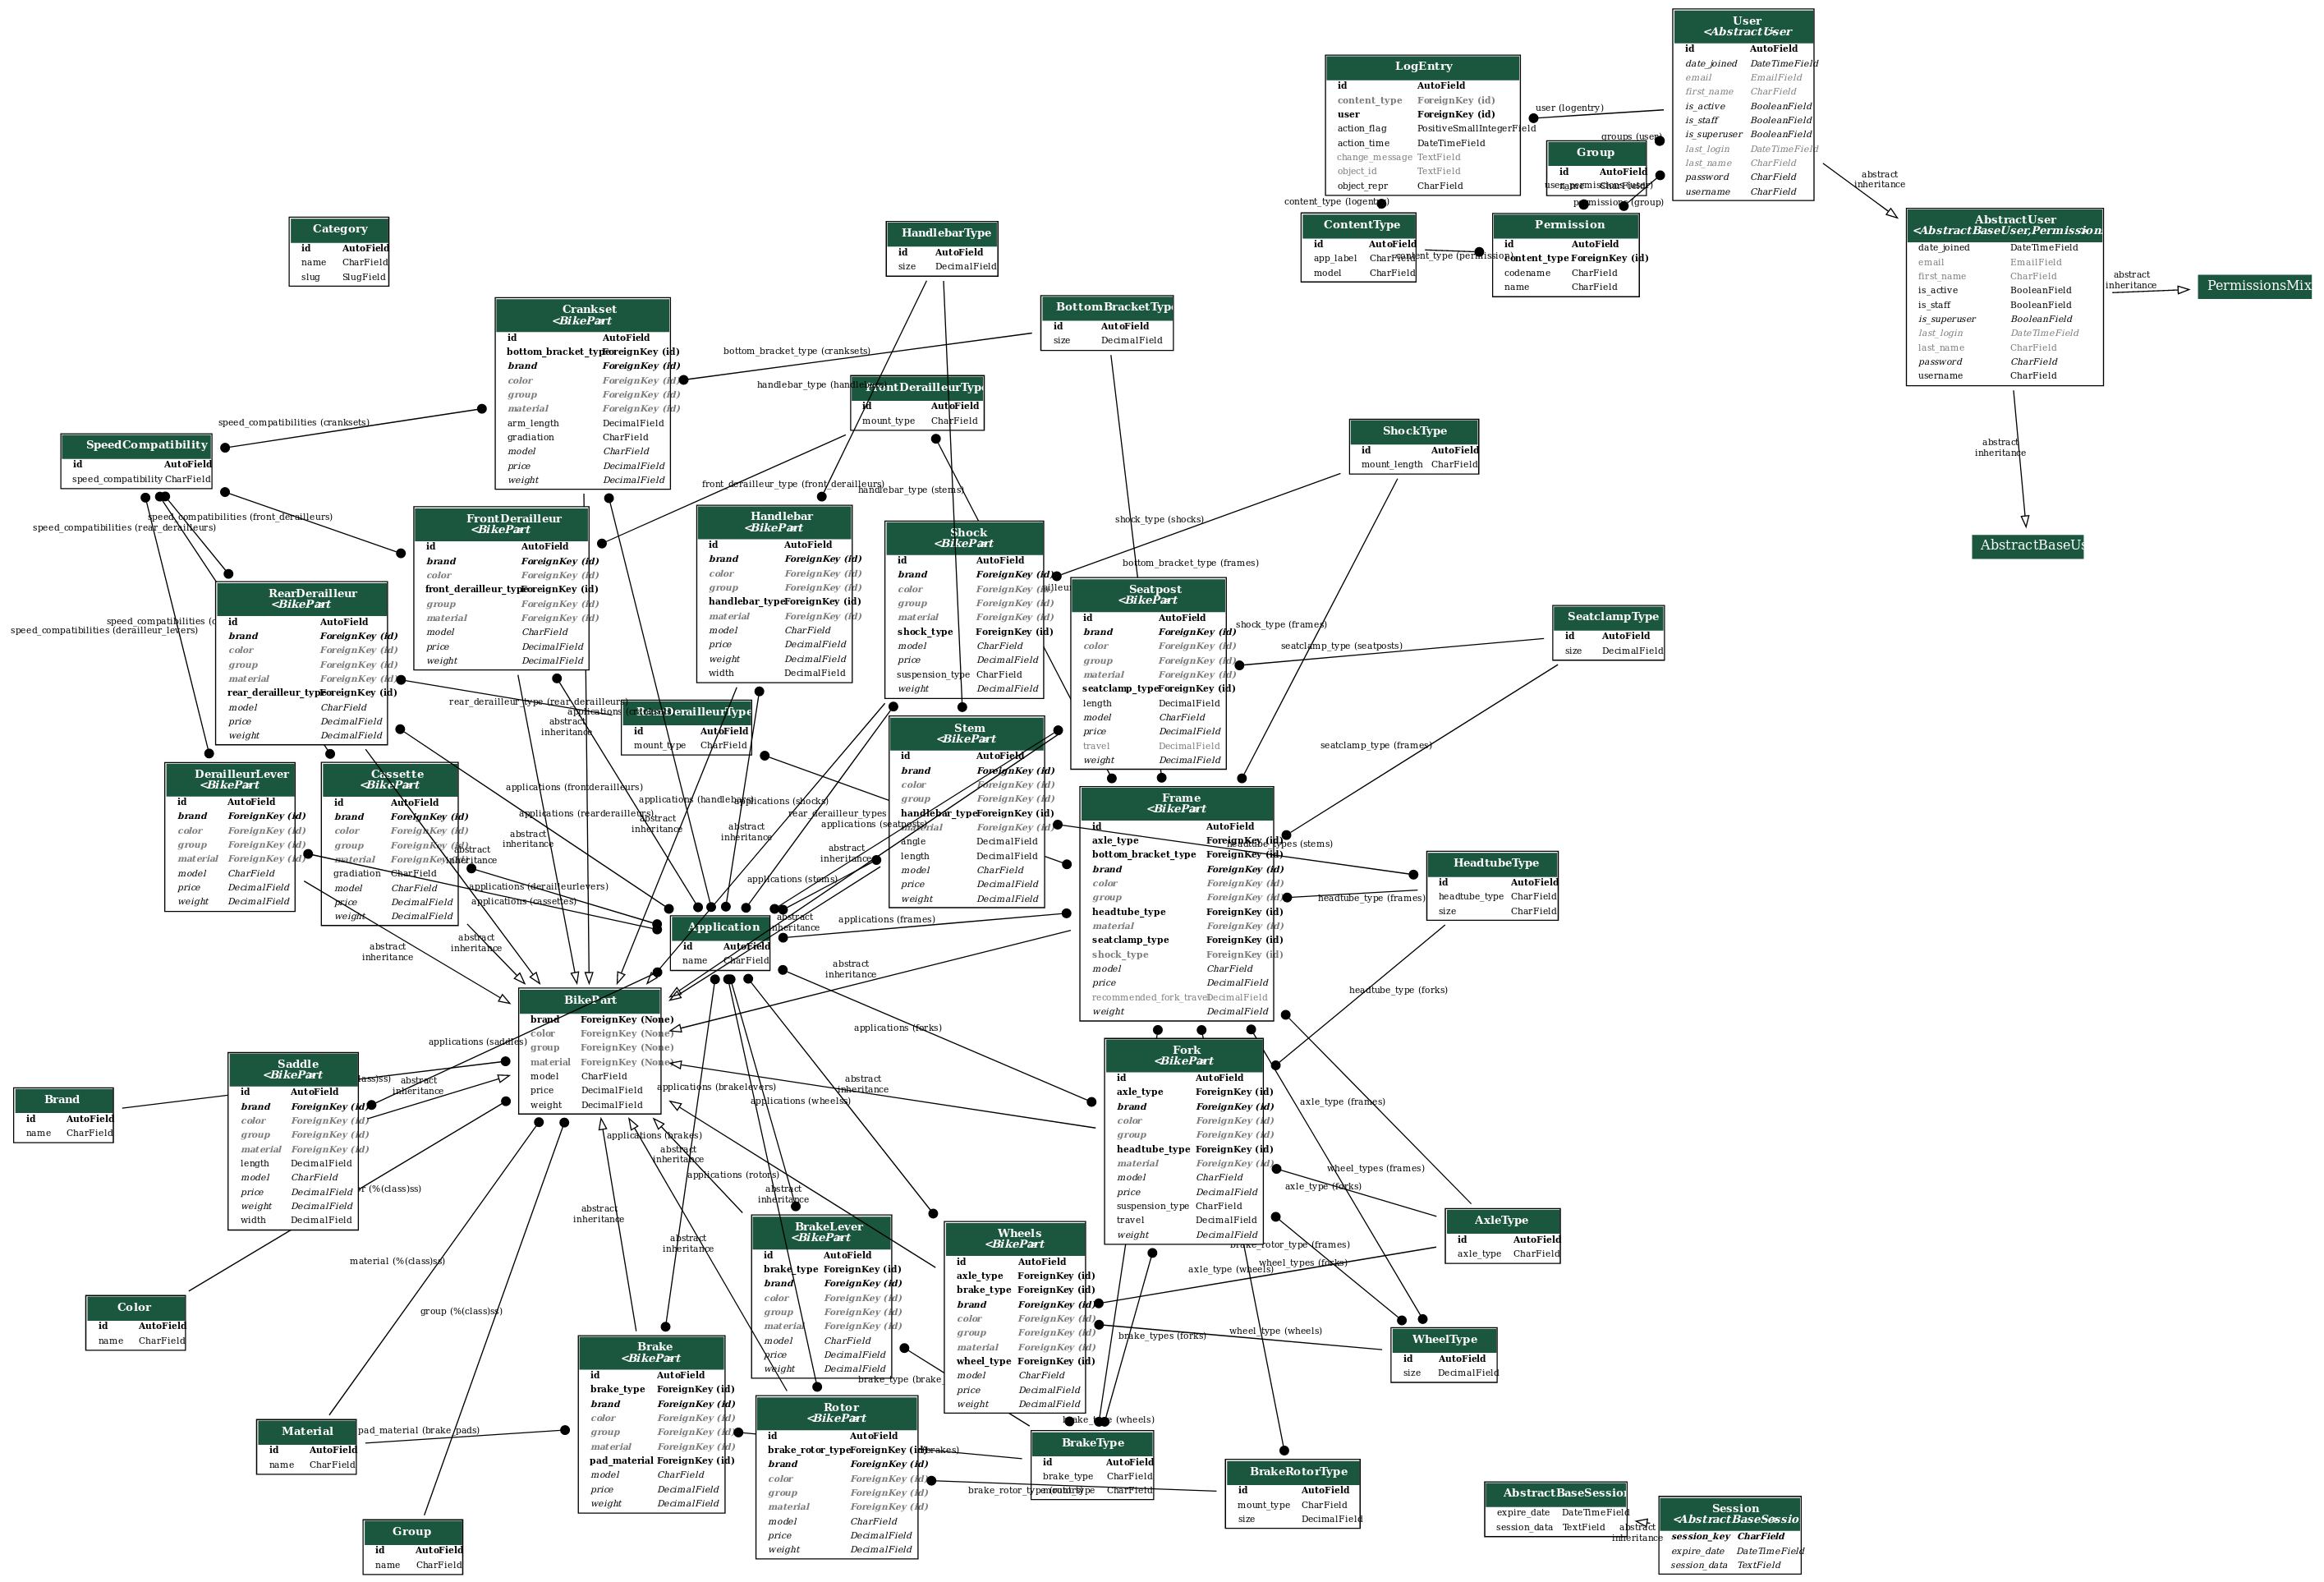 User
<AbstractUser
id AutoField
date_joined DateTimeField
email EmailField
first_name CharField
is_active BooleanField
is_staff BooleanField
is_superuser BooleanField
last_login DateTimeField
last_name CharField
password CharField
username CharField
LogEntry
id AutoField
content_type ForeignKey (id)
user ForeignKey (id)
action_flag PositiveSmallIntegerField
action_time DateTimeField
change_message TextField
object_id TextField
object_repr CharField
user (logentry)
groups (user)
Group
id AutoField
permissions (group)
content_type (logentry)
abstract
inheritance
ContentType
id AutoField
app_label CharField
model CharField
content_type (permission)
Permission
id AutoField
content_type ForeignKey (id)
codename CharField
name CharField
AbstractUser
<AbstractBaseUser,Permission
date_joined DateTimeField
email EmailField
first_name CharField
is_active BooleanField
is_staff BooleanField
is_superuser BooleanField
last_login DateTimeField
last_name CharField
password CharField
username CharField
abstract
inheritance
PermissionsMix
abstract
inheritance
AbstractBaseUs
Category
id AutoField
name CharField
slug SlugField
HandlebarType
id AutoField
size DecimalField
Crankset
<BikePart
id AutoField
bottom_bracket_type ForeignKey (id)
brand ForeignKey (id)
color ForeignKey (id)
group ForeignKey (id)
material ForeignKey (id)
arm_length DecimalField
gradiation CharField
model CharField
price DecimalField
weight DecimalField
BottomBracketType
id AutoField
size DecimalField
bottom_bracket_type (cranksets)
handlebar_type (handlebars)
FrontDerailleurType
id AutoField
mount_type CharField
speed_compatibilities (cranksets)
SpeedCompatibility
id AutoField
speed_compatibility CharField
ShockType
id AutoField
mount_length CharField
front_derailleur_type (front_derailleurs)
handlebar_type (stems)
speed_compatibilities (front_derailleurs)
speed_compatibilities (rear_derailleurs)
shock_type (shocks)
bottom_bracket_type (frames)
FrontDerailleur
<BikePart
id AutoField
brand ForeignKey (id)
color ForeignKey (id)
front_derailleur_type ForeignKey (id)
group ForeignKey (id)
material ForeignKey (id)
model CharField
price DecimalField
weight DecimalField
Handlebar
<BikePart
id AutoField
brand ForeignKey (id)
color ForeignKey (id)
group ForeignKey (id)
handlebar_type ForeignKey (id)
material ForeignKey (id)
model CharField
price DecimalField
weight DecimalField
width DecimalField
Shock
<BikePart
id AutoField
brand ForeignKey (id)
color ForeignKey (id)
group ForeignKey (id)
material ForeignKey (id)
shock_type ForeignKey (id)
model CharField
price DecimalField
suspension_type CharField
weight DecimalField
Seatpost
<BikePart
id AutoField
brand ForeignKey (id)
color ForeignKey (id)
group ForeignKey (id)
material ForeignKey (id)
seatclamp_type ForeignKey (id)
length DecimalField
model CharField
price DecimalField
travel DecimalField
weight DecimalField
shock_type (frames)
seatclamp_type (seatposts)
SeatclampType
id AutoField
size DecimalField
seatclamp_type (frames)
RearDerailleur
<BikePart
id AutoField
brand ForeignKey (id)
color ForeignKey (id)
group ForeignKey (id)
material ForeignKey (id)
rear_derailleur_type ForeignKey (id)
model CharField
price DecimalField
weight DecimalField
speed_compatibilities (c
speed_compatibilities (derailleur_levers)
rear_derailleur_type (rear_derailleurs)
abstract
inheritance
RearDerailleurType
id AutoField
mount_type CharField
Stem
<BikePart
id AutoField
brand ForeignKey (id)
color ForeignKey (id)
group ForeignKey (id)
handlebar_type ForeignKey (id)
material ForeignKey (id)
angle DecimalField
length DecimalField
model CharField
price DecimalField
weight DecimalField
DerailleurLever
<BikePart
id AutoField
brand ForeignKey (id)
color ForeignKey (id)
group ForeignKey (id)
material ForeignKey (id)
model CharField
price DecimalField
weight DecimalField
Cassette
<BikePart
id AutoField
brand ForeignKey (id)
color ForeignKey (id)
group ForeignKey (id)
material ForeignKey (id)
gradiation CharField
model CharField
price DecimalField
weight DecimalField
applications (frontderailleurs)
applications (rearderailleurs)
applications (handlebars)
applications (shocks)
rear_derailleur_types
applications (seatposts)
abstract
inheritance
abstract
inheritance
abstract
inheritance
abstract
inheritance
abstract
inheritance
applications (derailleurlevers)
applications (cassettes)
applications (stems)
Frame
<BikePart
id AutoField
axle_type ForeignKey (id)
bottom_bracket_type ForeignKey (id)
brand ForeignKey (id)
color ForeignKey (id)
group ForeignKey (id)
headtube_type ForeignKey (id)
material ForeignKey (id)
seatclamp_type ForeignKey (id)
shock_type ForeignKey (id)
model CharField
price DecimalField
recommended_fork_travel DecimalField
weight DecimalField
headtube_types (stems)
headtube_type (frames)
HeadtubeType
id AutoField
headtube_type CharField
size CharField
Application
id AutoField
name CharField
applications (frames)
abstract
inheritance
abstract
inheritance
abstract
inheritance
abstract
inheritance
headtube_type (forks)
BikePart
brand ForeignKey (None)
color ForeignKey (None)
group ForeignKey (None)
material ForeignKey (None)
model CharField
price DecimalField
weight DecimalField
applications (forks)
applications (saddles)
applications (brakelevers)
applications (wheelss)
abstract
inheritance
abstract
inheritance
Saddle
<BikePart
id AutoField
brand ForeignKey (id)
color ForeignKey (id)
group ForeignKey (id)
material ForeignKey (id)
length DecimalField
model CharField
price DecimalField
weight DecimalField
width DecimalField
Brand
id AutoField
name CharField
Fork
<BikePart
id AutoField
axle_type ForeignKey (id)
brand ForeignKey (id)
color ForeignKey (id)
group ForeignKey (id)
headtube_type ForeignKey (id)
material ForeignKey (id)
model CharField
price DecimalField
suspension_type CharField
travel DecimalField
weight DecimalField
axle_type (frames)
wheel_types (frames)
axle_type (forks)
applications (brakes)
abstract
inheritance
applications (rotors)
abstract
inheritance
abstract
inheritance
abstract
inheritance
r (%(class)ss)
material (%(class)ss)
group (%(class)ss)
AxleType
id AutoField
axle_type CharField
brake_rotor_type (frames)
wheel_types (forks)
axle_type (wheels)
BrakeLever
<BikePart
id AutoField
brake_type ForeignKey (id)
brand ForeignKey (id)
color ForeignKey (id)
group ForeignKey (id)
material ForeignKey (id)
model CharField
price DecimalField
weight DecimalField
Wheels
<BikePart
id AutoField
axle_type ForeignKey (id)
brake_type ForeignKey (id)
brand ForeignKey (id)
color ForeignKey (id)
group ForeignKey (id)
material ForeignKey (id)
wheel_type ForeignKey (id)
model CharField
price DecimalField
weight DecimalField
Color
id AutoField
name CharField
wheel_type (wheels)
brake_types (forks)
WheelType
id AutoField
size DecimalField
Brake
<BikePart
id AutoField
brake_type ForeignKey (id)
brand ForeignKey (id)
color ForeignKey (id)
group ForeignKey (id)
material ForeignKey (id)
pad_material ForeignKey (id)
model CharField
price DecimalField
weight DecimalField
brake_type (brake_
Rotor
<BikePart
id AutoField
brake_rotor_type ForeignKey (id)
brand ForeignKey (id)
color ForeignKey (id)
group ForeignKey (id)
material ForeignKey (id)
model CharField
price DecimalField
weight DecimalField
Material
id AutoField
name CharField
pad_material (brake_pads)
brake_type (wheels)
BrakeType
id AutoField
brake_type CharField
mount_type CharField
brake_rotor_type (rotors)
BrakeRotorType
id AutoField
mount_type CharField
size DecimalField
Group
id AutoField
name CharField
AbstractBaseSession
expire_date DateTimeField
session_data TextField
abstract
inheritance
Session
<AbstractBaseSessio
session_key CharField
expire_date DateTimeField
session_data TextField